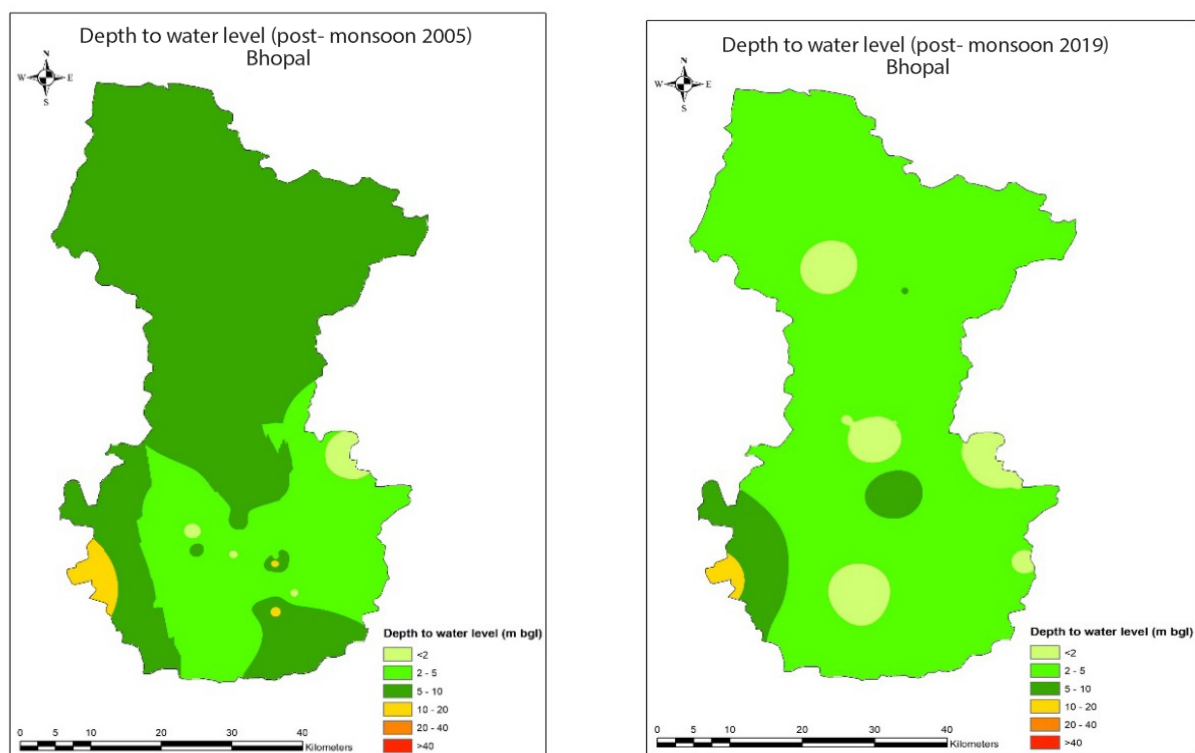 Depth to water level (post- monsoon 2005)
Bhopal
N
W E
S
Depth to water level (m bgl)
<2
2 - 5
5 - 10
10 - 20
20 - 40
>40
0 10 20 30 40
Kilometers
Depth to water level (post- monsoon 2019)
Bhopal
N
W E
S
Depth to water level (m bgl)
<2
2 - 5
5 - 10
10 - 20
20 - 40
>40
0 10 20 30 40
Kilometers